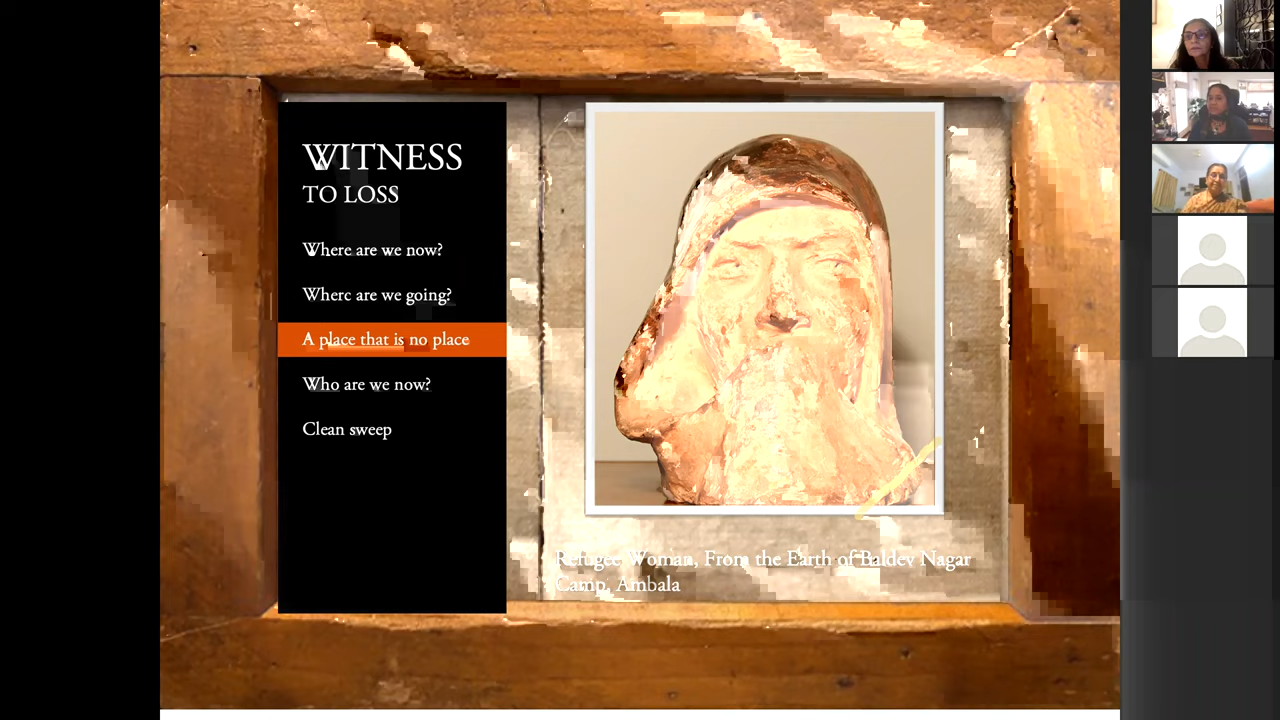 WITNESS
TO LOSS
Where are we now?
Where are we going?
A place that is no place
Who are we now?
Clean sweep
Refugee Woman, From the Earth of Baldev Nagar
Camp, Ambala